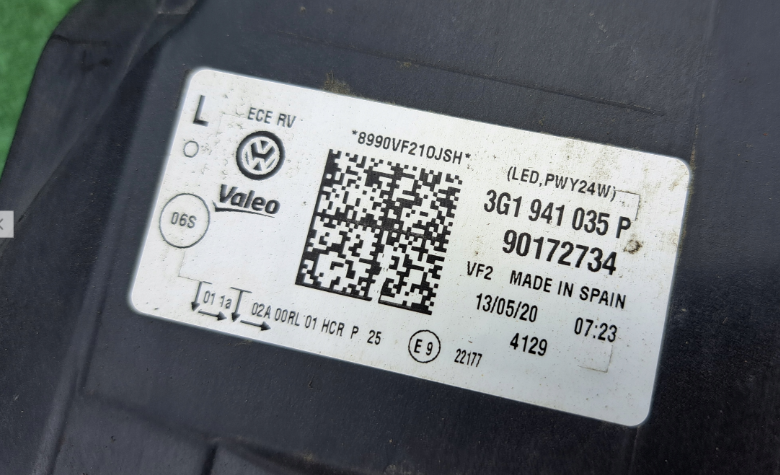 L
ECE RV
*8990VF210JSH*
(LED,PWY24W)
Valeo
3G1 941 035 P
06S
90172734
VF2 MADE IN SPAIN
13/05/20 07:23
01 1a 02A 00RL 01 HCR P 25
E9 22177
4129